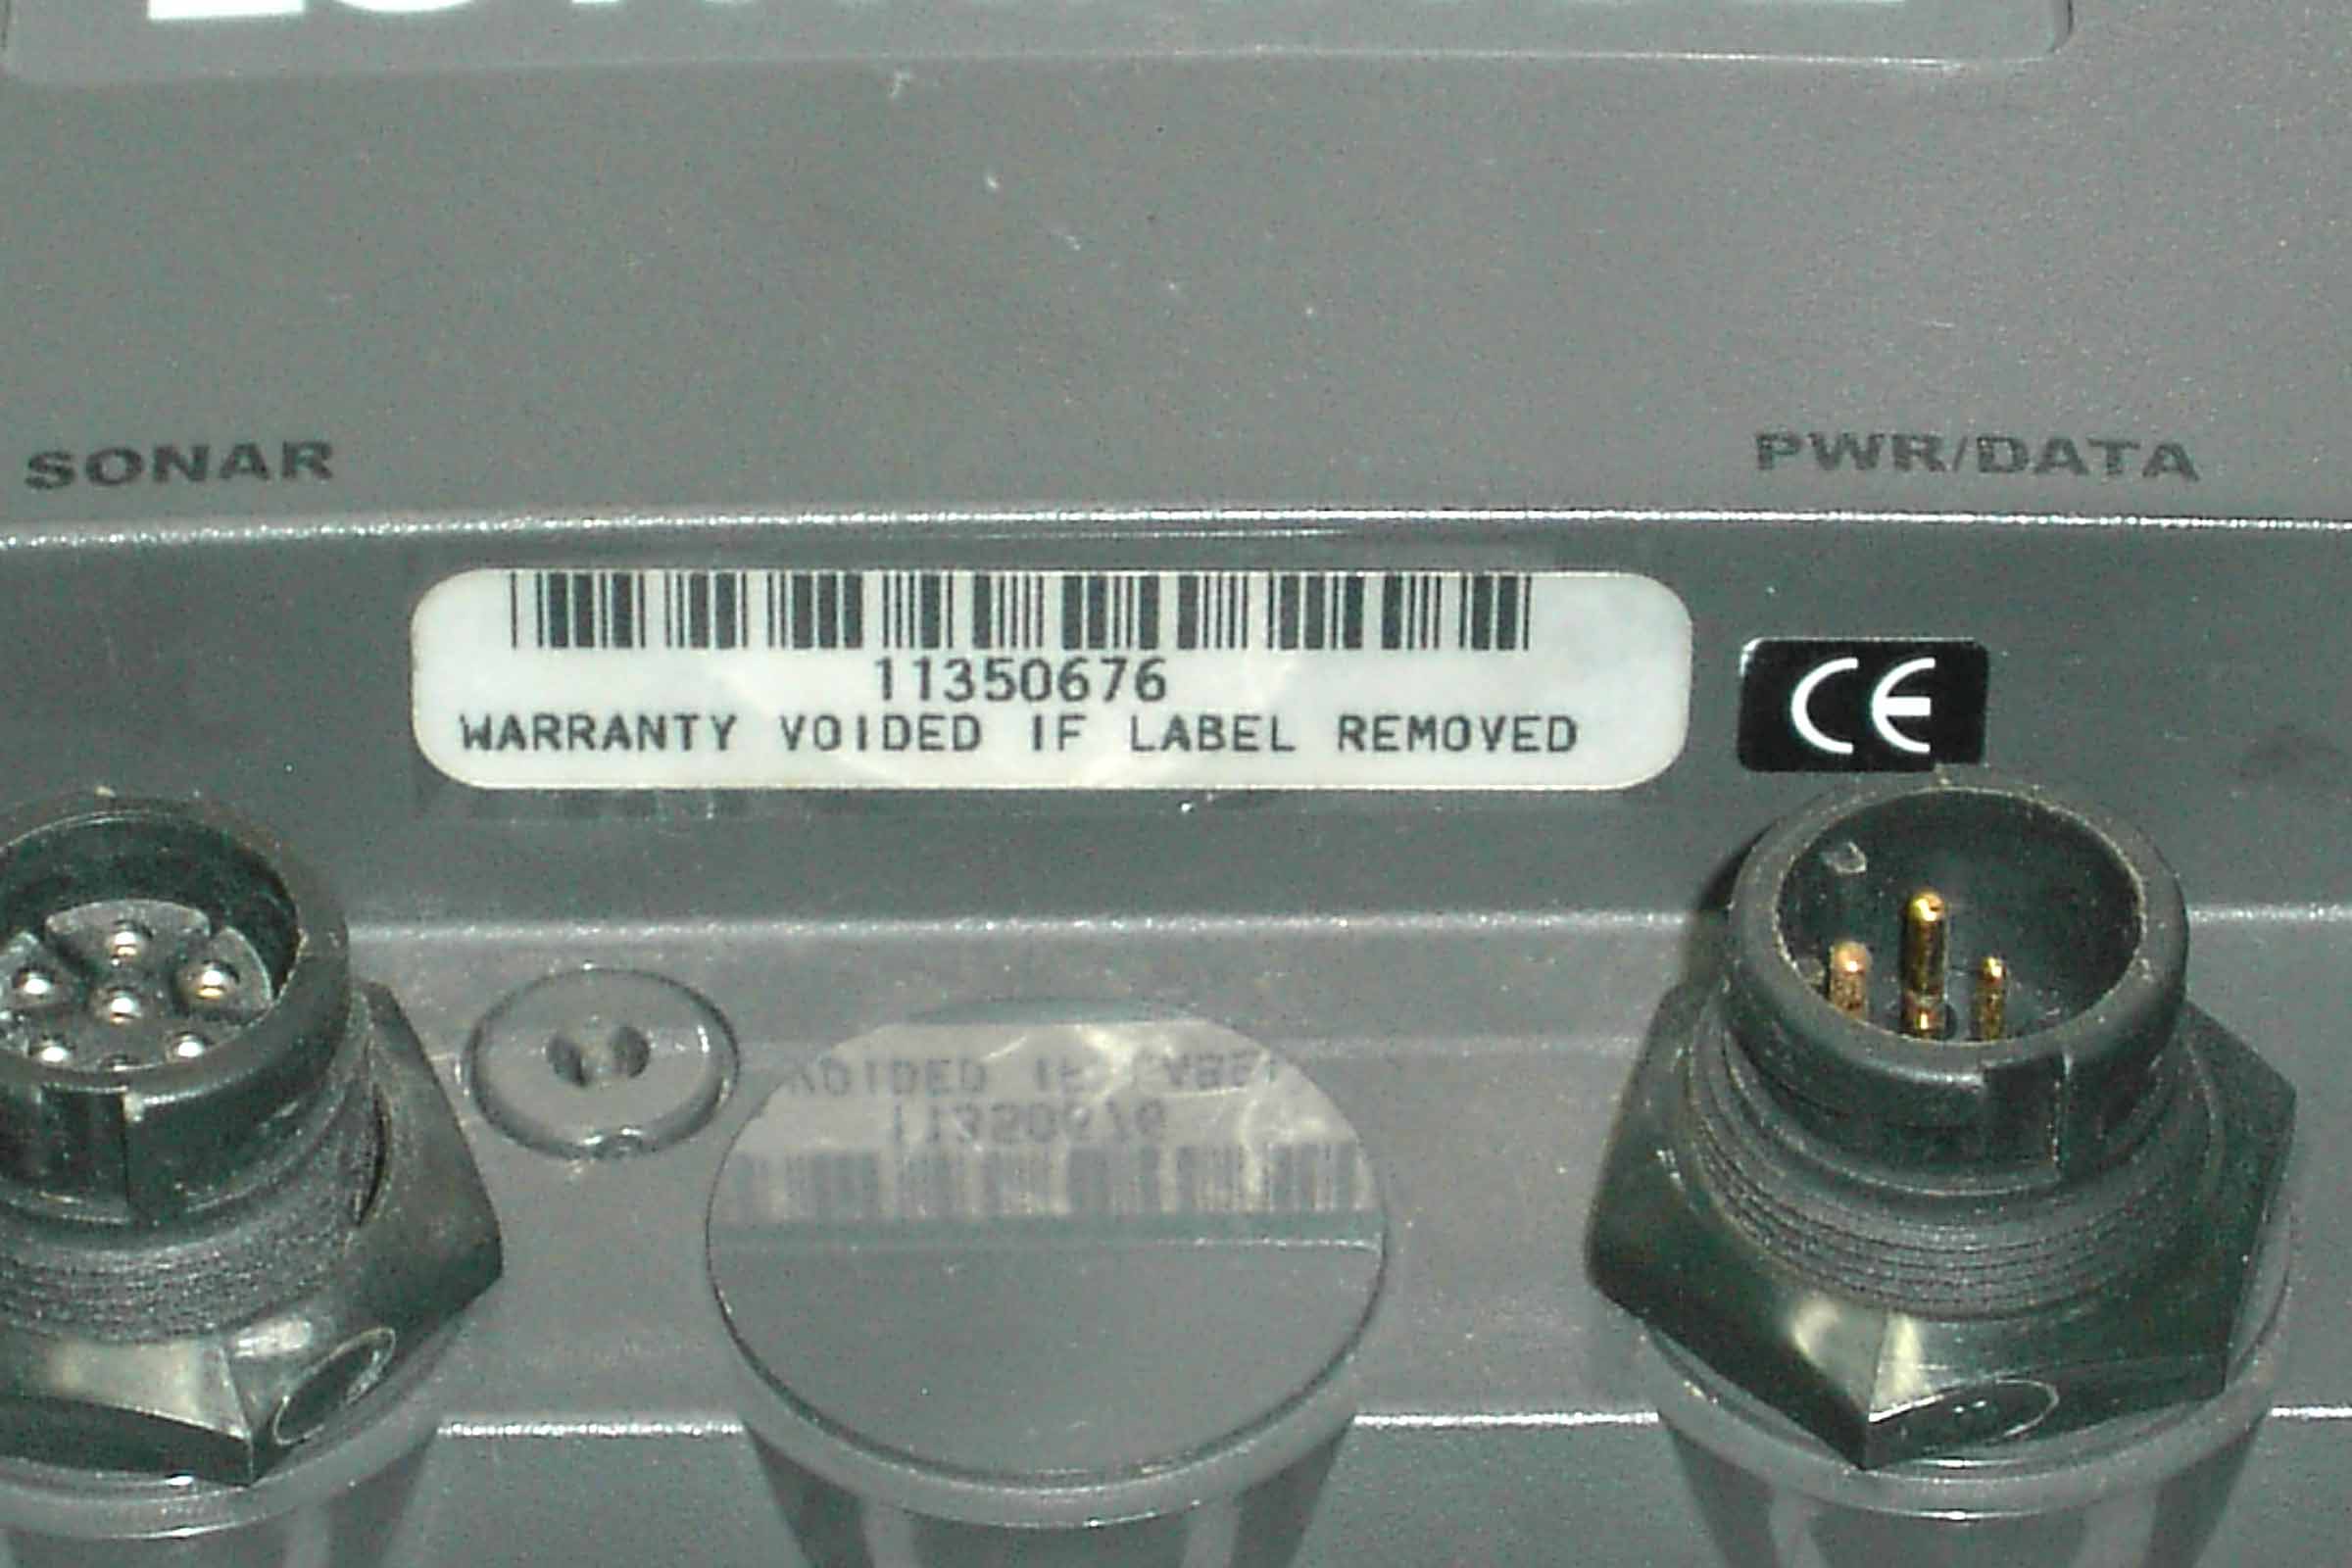 SONAR
PWR/DATA
11350676
WARRANTY VOIDED IF LABEL REMOVED
CE